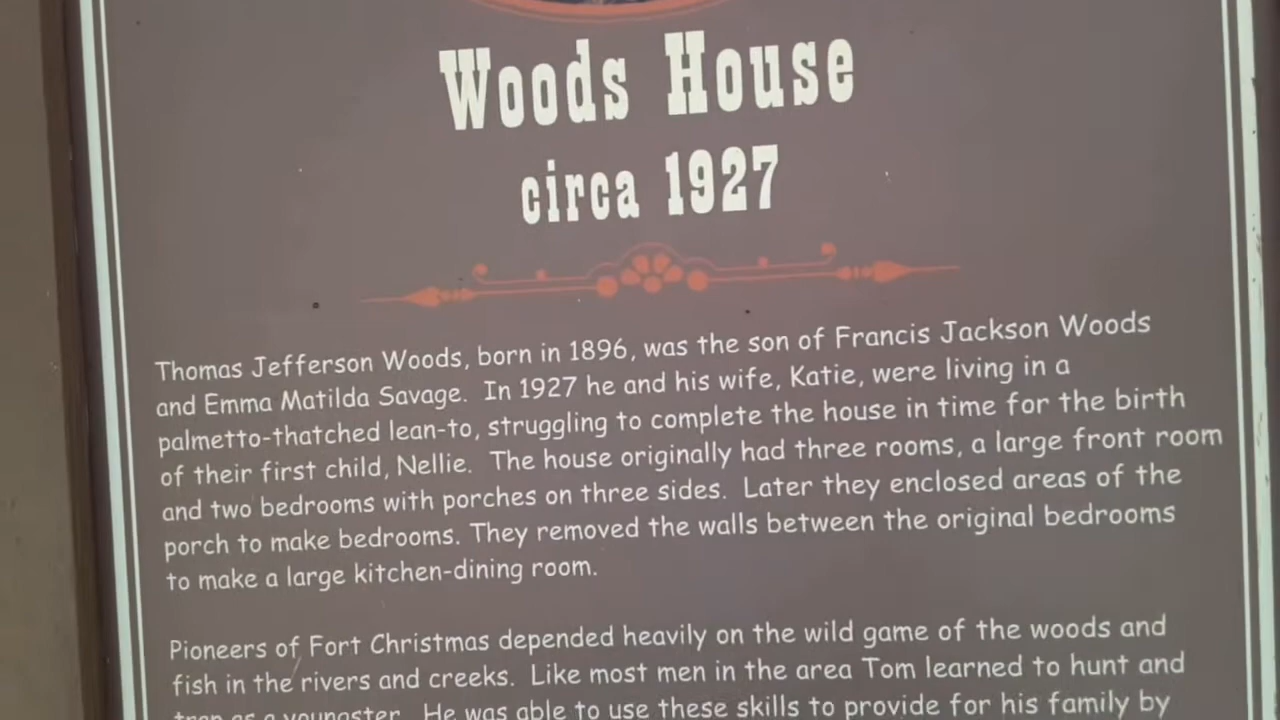 Woods House
circa 1927
Thomas Jefferson Woods, born in 1896, was the son of Francis Jackson Woods
and Emma Matilda Savage. In 1927 he and his wife, Katie, were living in a
palmetto-thatched lean-to, struggling to complete the house in time for the birth
of their first child, Nellie. The house originally had three rooms, a large front room
and two bedrooms with porches on three sides. Later they enclosed areas of the
porch to make bedrooms. They removed the walls between the original bedrooms
to make a large kitchen-dining room.
Pioneers of Fort Christmas depended heavily on the wild game of the woods and
fish in the rivers and creeks. Like most men in the area Tom learned to hunt and
trap as a youngster. He was able to use these skills to provide for his family by